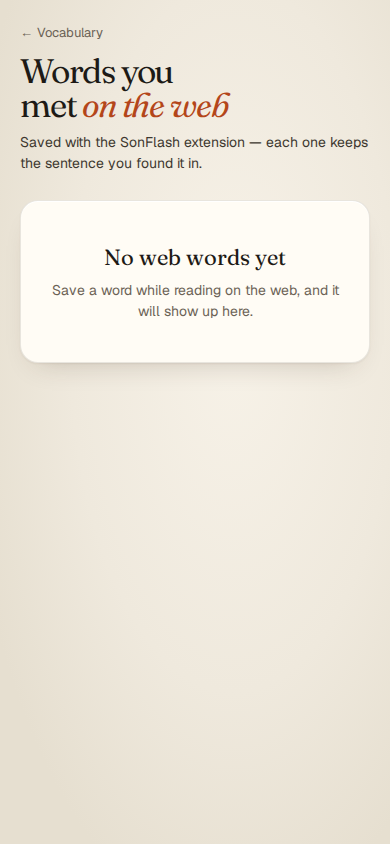 ← Vocabulary
Words you
met on the web
Saved with the SonFlash extension — each one keeps
the sentence you found it in.
No web words yet
Save a word while reading on the web, and it
will show up here.